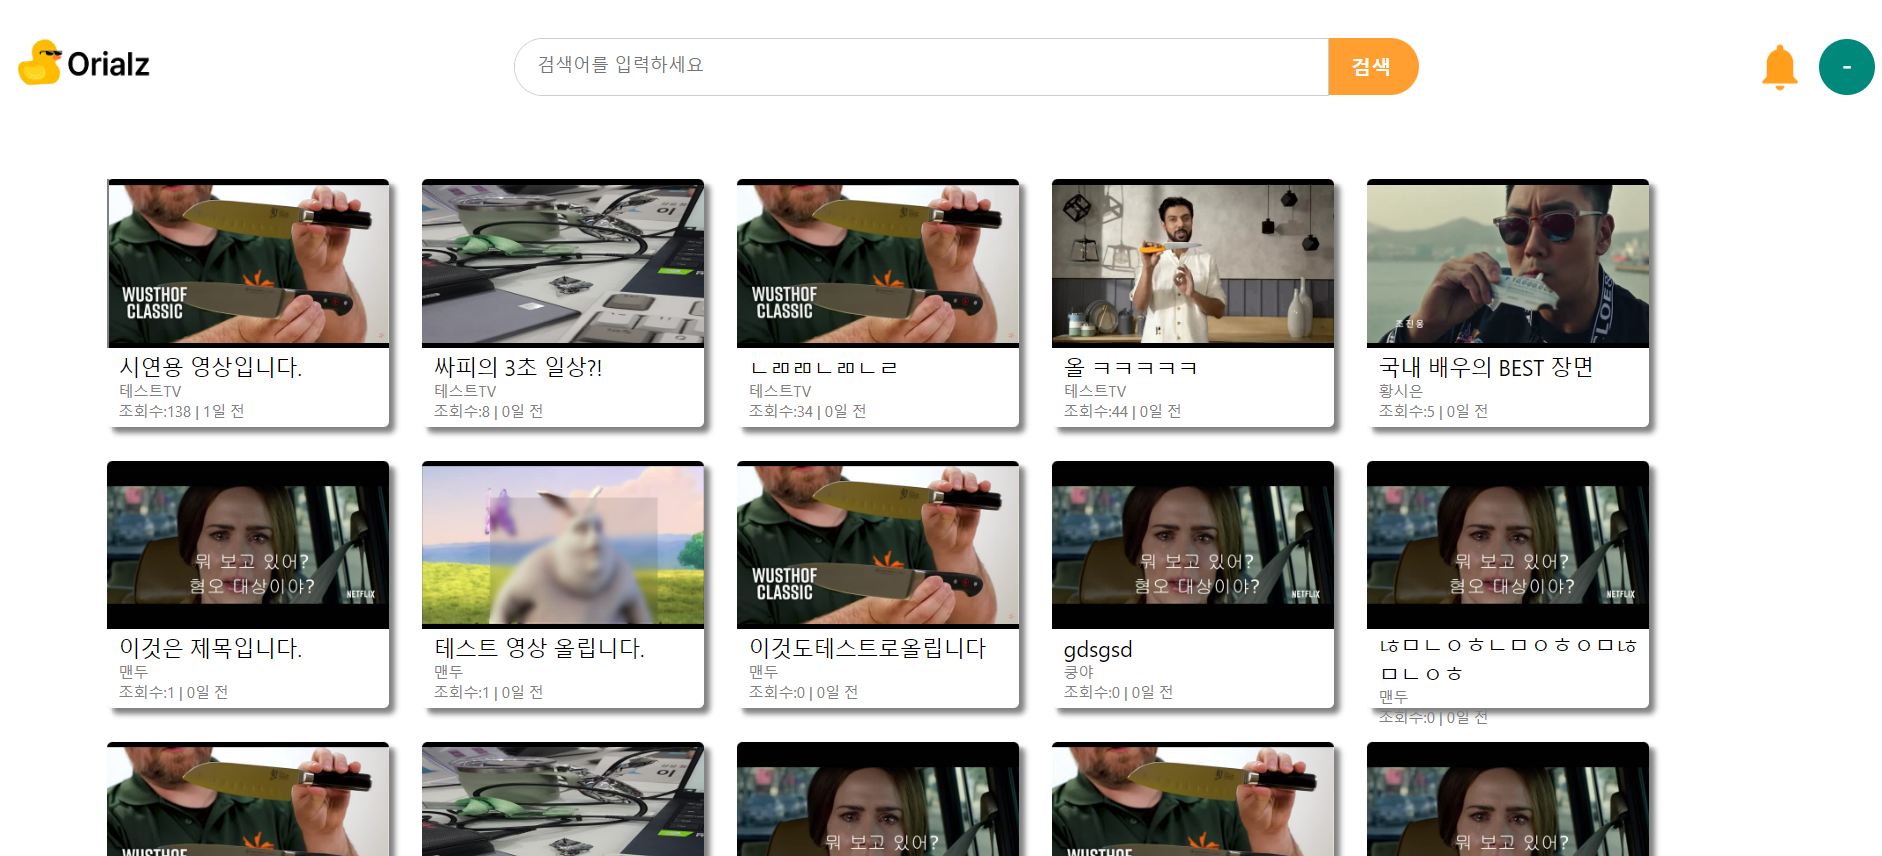 Orialz
검색어를 입력하세요
검색
-
WUSTHOF
CLASSIC
WUSTHOF
CLASSIC
조진웅
시연용 영상입니다.
테스트TV
조회수:138 | 1일 전
싸피의 3초 일상?!
테스트TV
조회수:8 | 0일 전
ㄴㄻㄻㄴㄻㄴㄹ
테스트TV
조회수:34 | 0일 전
올 ㅋㅋㅋㅋㅋ
테스트TV
조회수:44 | 0일 전
국내 배우의 BEST 장면
황시은
조회수:5 | 0일 전
뭐 보고 있어?
혐오 대상이야?
NETFLIX
WUSTHOF
CLASSIC
뭐 보고 있어?
혐오 대상이야?
NETFLIX
뭐 보고 있어?
혐오 대상이야?
NETFLIX
이것은 제목입니다.
맨두
조회수:1 | 0일 전
테스트 영상 올립니다.
맨두
조회수:1 | 0일 전
이것도테스트로올립니다
맨두
조회수:0 | 0일 전
gdsgsd
쿵야
조회수:0 | 0일 전
ㄶㅁㄴㅇㅎㄴㅁㅇㅎㅇㅁㄶ
ㅁㄴㅇㅎ
맨두
조회수:0 | 0일 전
뭐 보고 있어?
뭐 보고 있어?
WUSTHOF
WUSTHOF